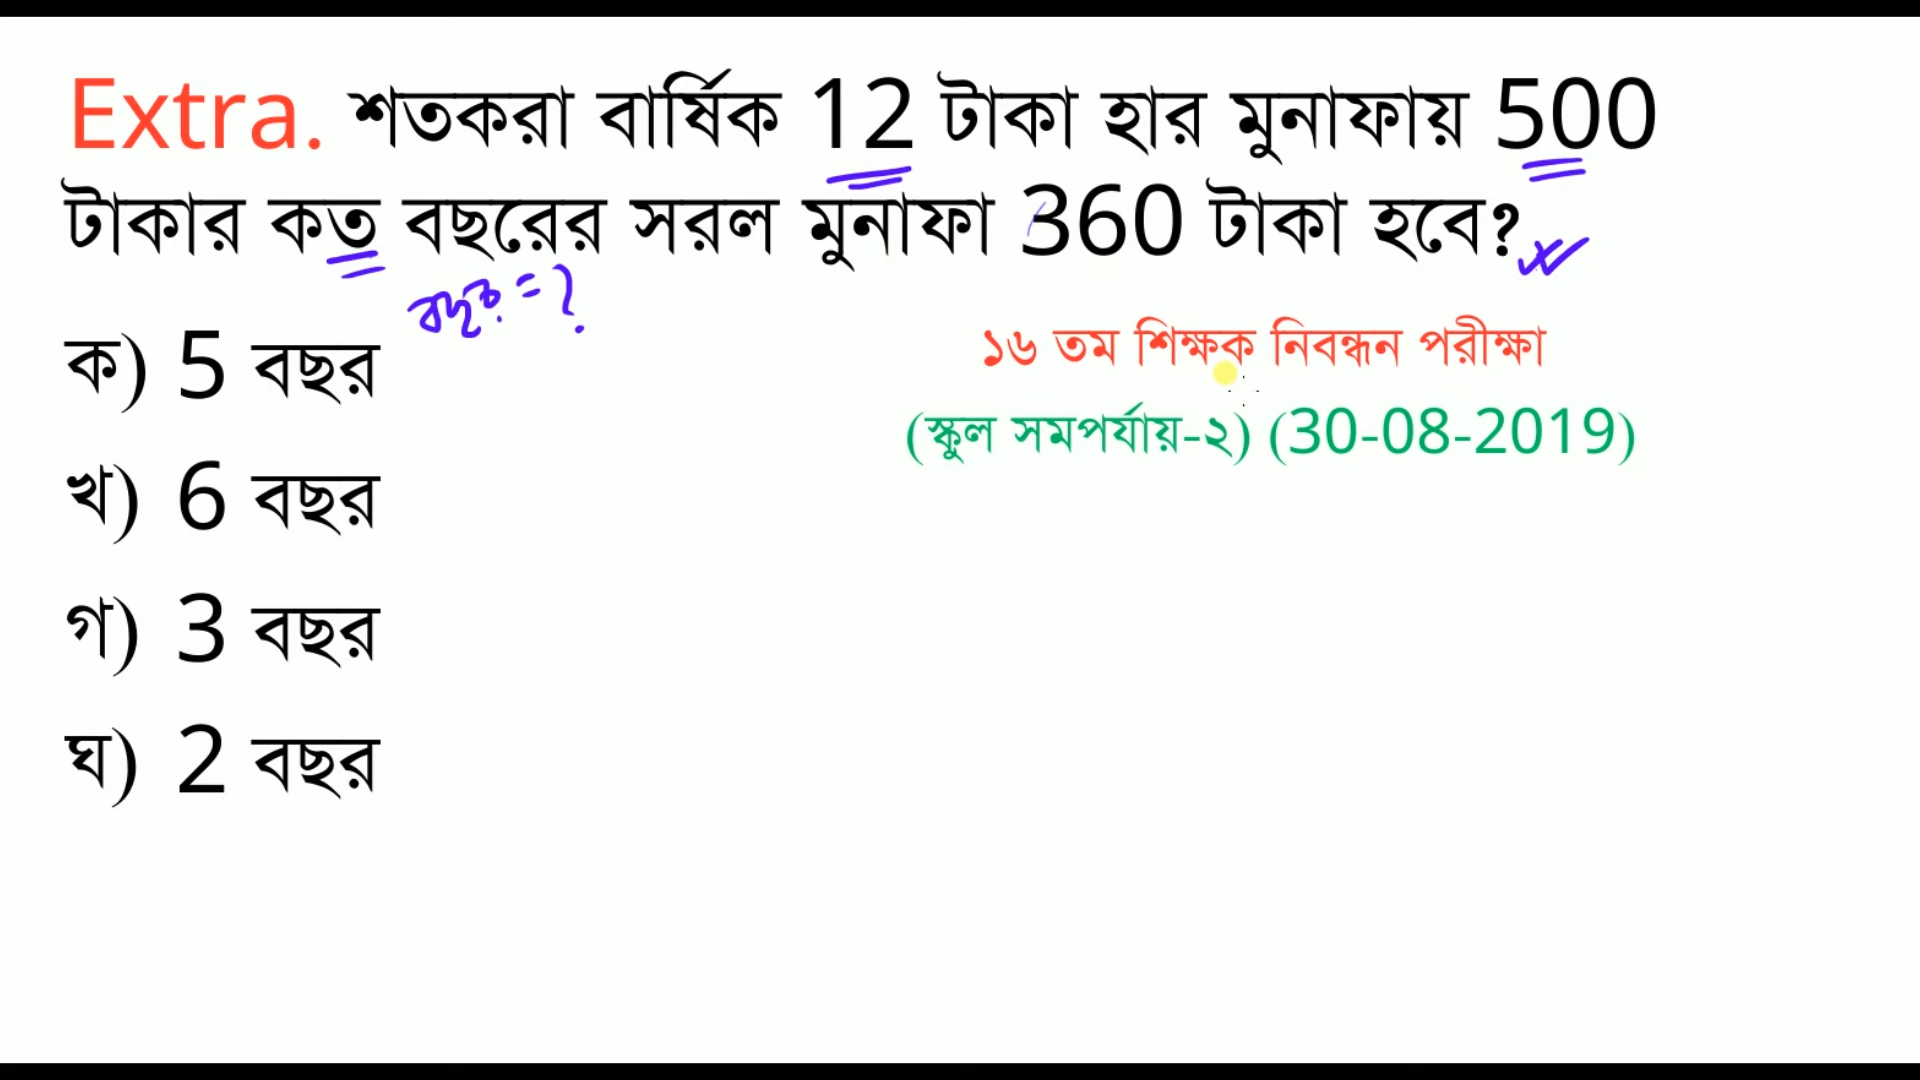 Extra. শতকরা বার্ষিক 12 টাকা হার মুনাফায় 500
টাকার কত বছরের সরল মুনাফা 360 টাকা হবে?
বছর = ?
ক) 5 বছর
১৬ তম শিক্ষক নিবন্ধন পরীক্ষা
(স্কুল সমপর্যায়-২) (30-08-2019)
খ) 6 বছর
গ) 3 বছর
ঘ) 2 বছর